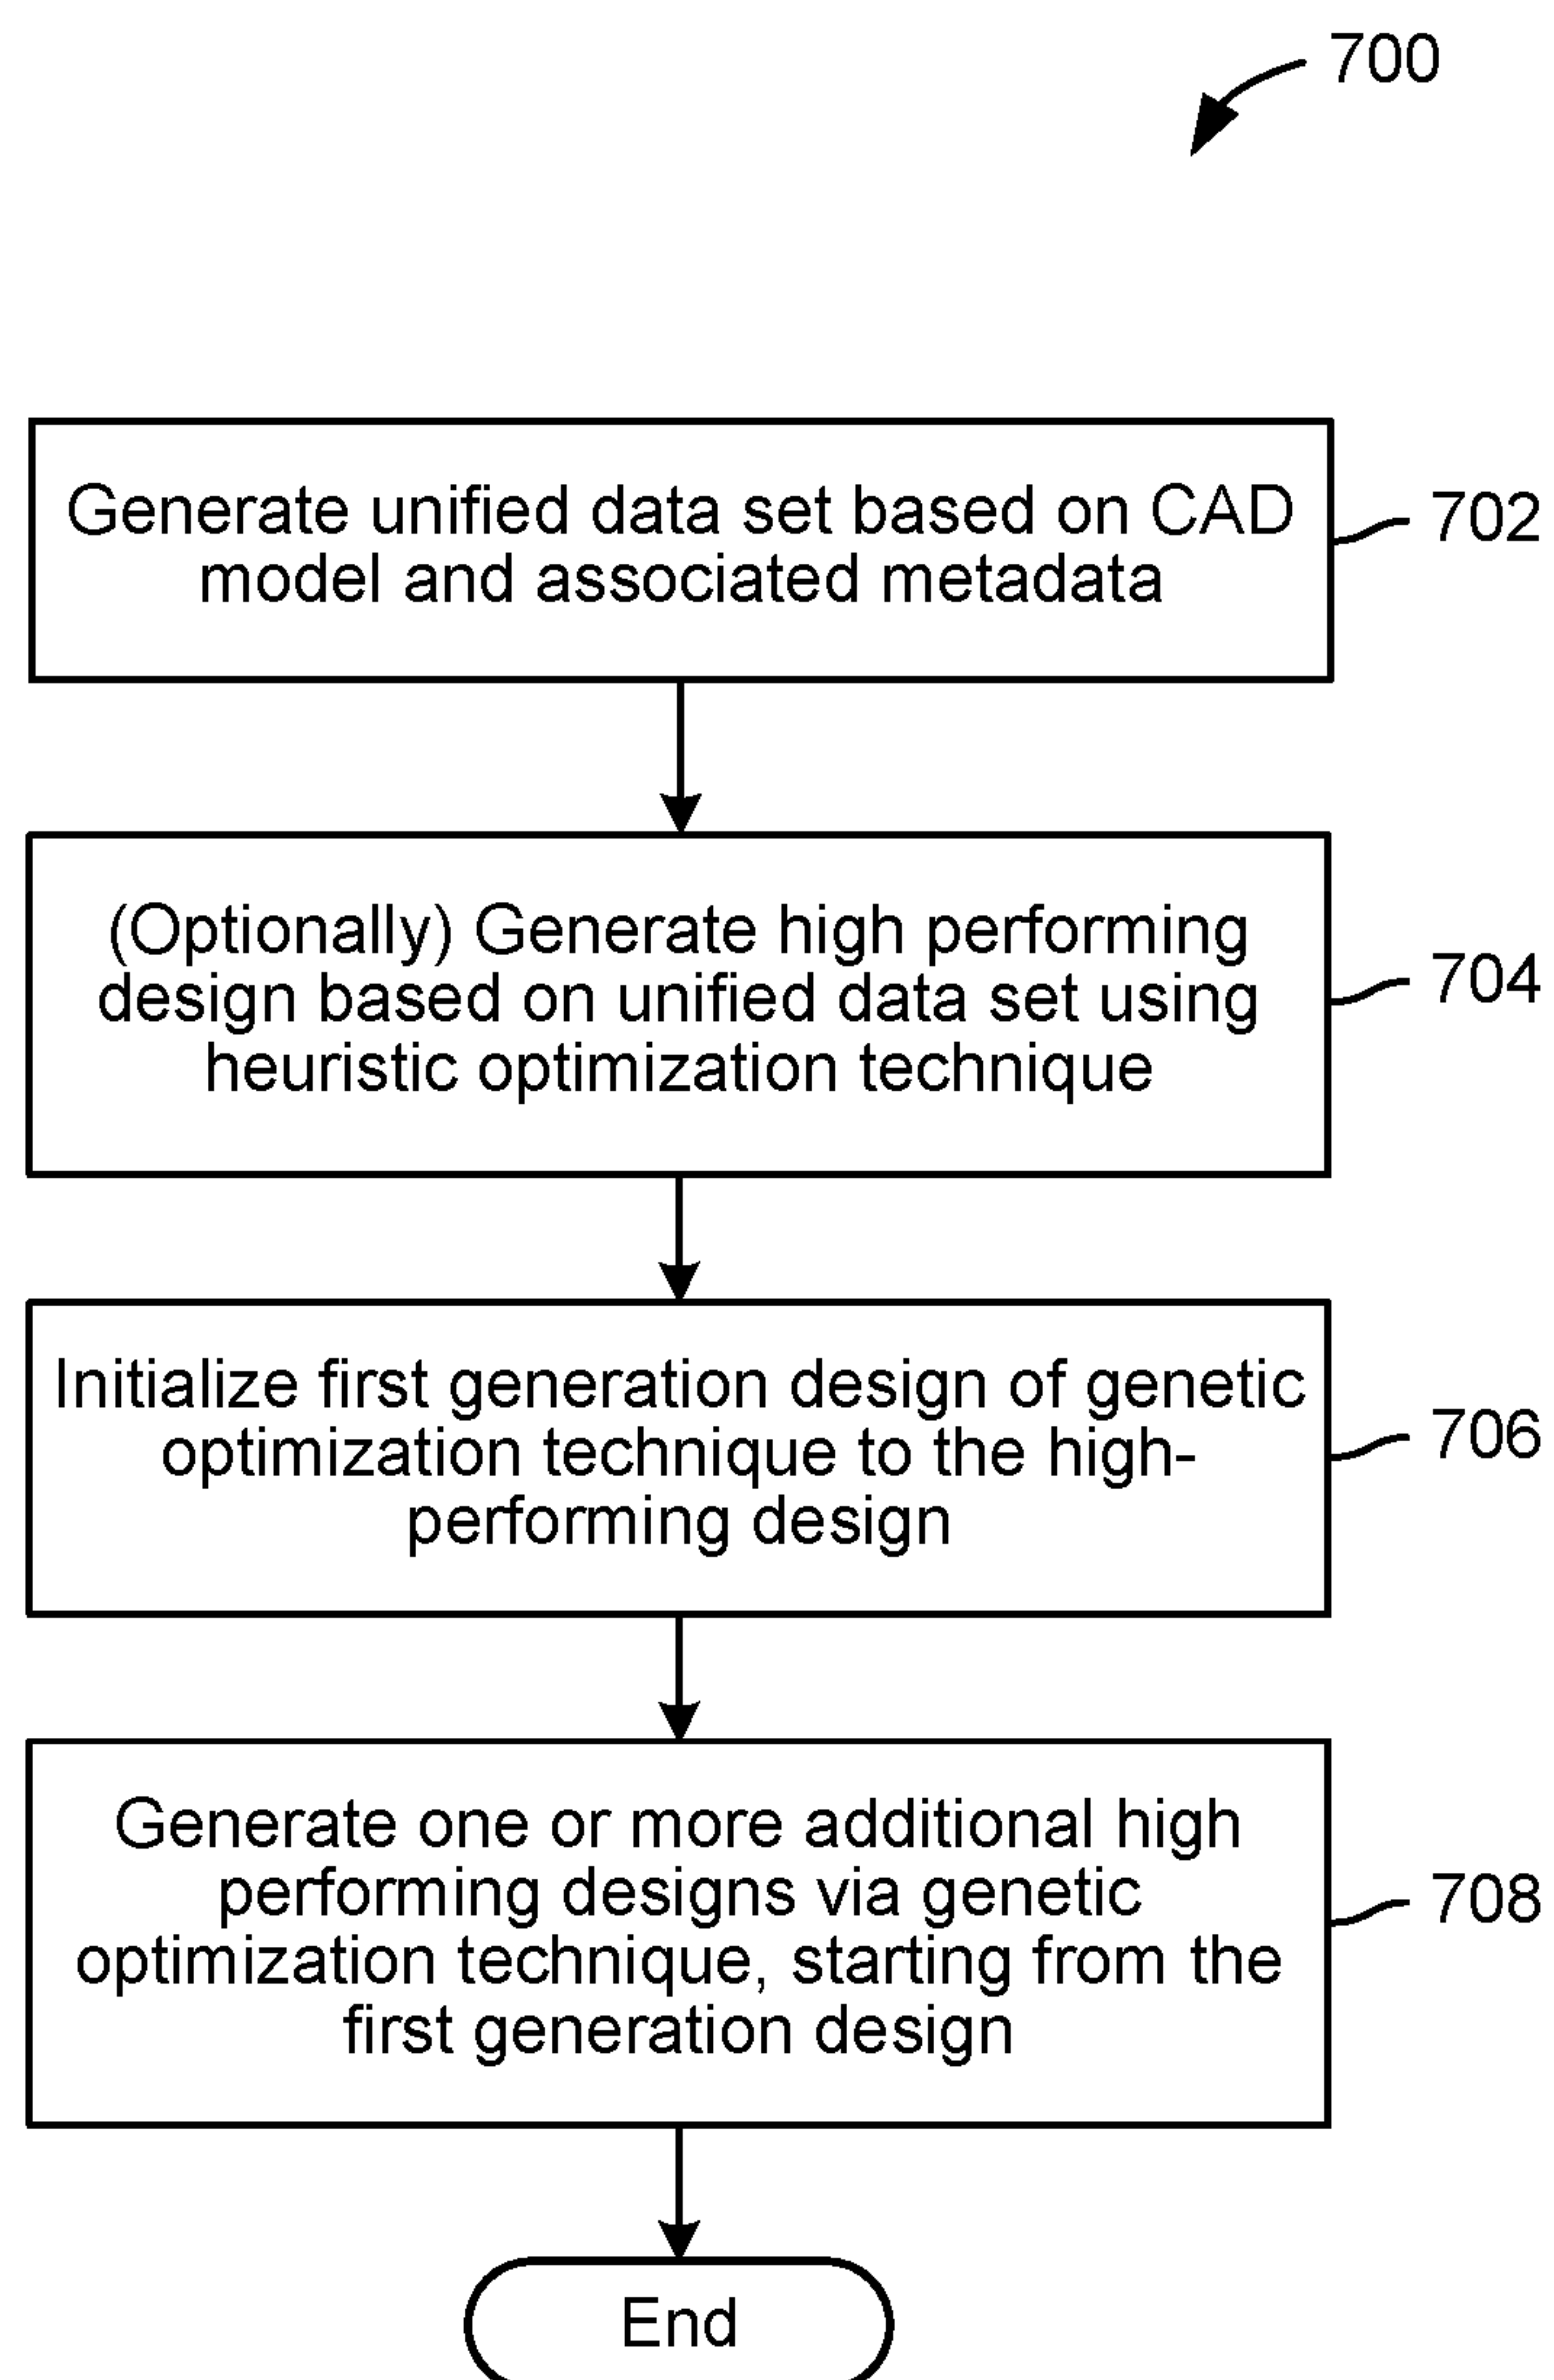 700
Generate unified data set based on CAD
model and associated metadata
702
(Optionally) Generate high performing
design based on unified data set using
heuristic optimization technique
704
Initialize first generation design of genetic
optimization technique to the high-
performing design
706
Generate one or more additional high
performing designs via genetic
optimization technique, starting from the
first generation design
708
End